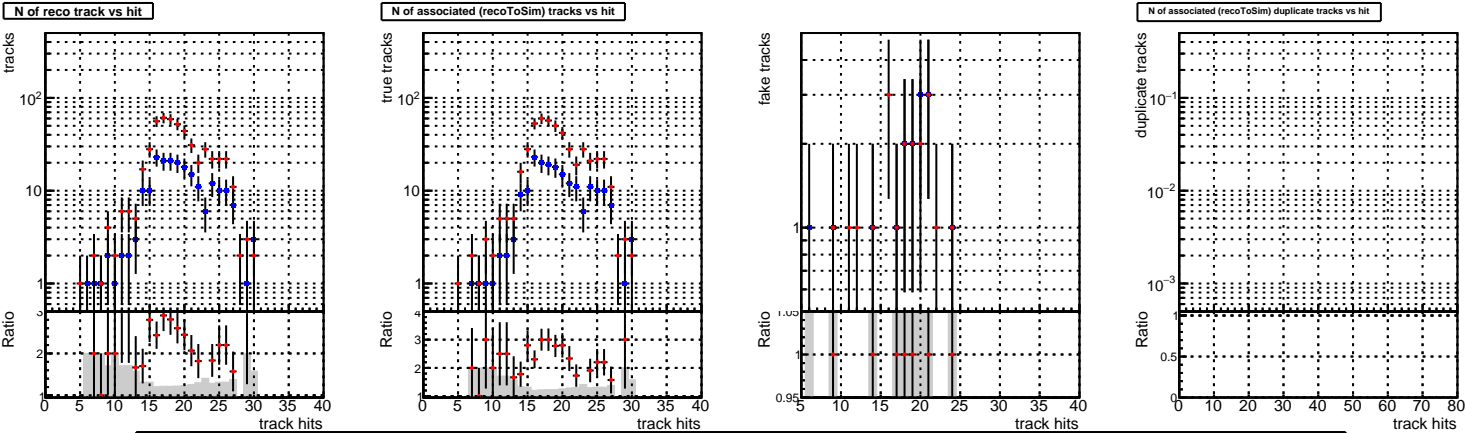 N of reco track vs hit
tracks
10²
10
1
Ratio
3
2
1
0 5 10 15 20 25 30 35 40
track hits
N of associated (recoToSim) tracks vs hit
true tracks
10²
10
1
Ratio
4
3
2
1
0 5 10 15 20 25 30 35 40
track hits
fake tracks
1
Ratio
1.05
1
0.95
5 10 15 20 25 30 35 40
track hits
N of associated (recoToSim) duplicate tracks vs hit
duplicate tracks
10⁻¹
10⁻²
10⁻³
Ratio
1
0.5
0
0 10 20 30 40 50 60 70 80
track hits